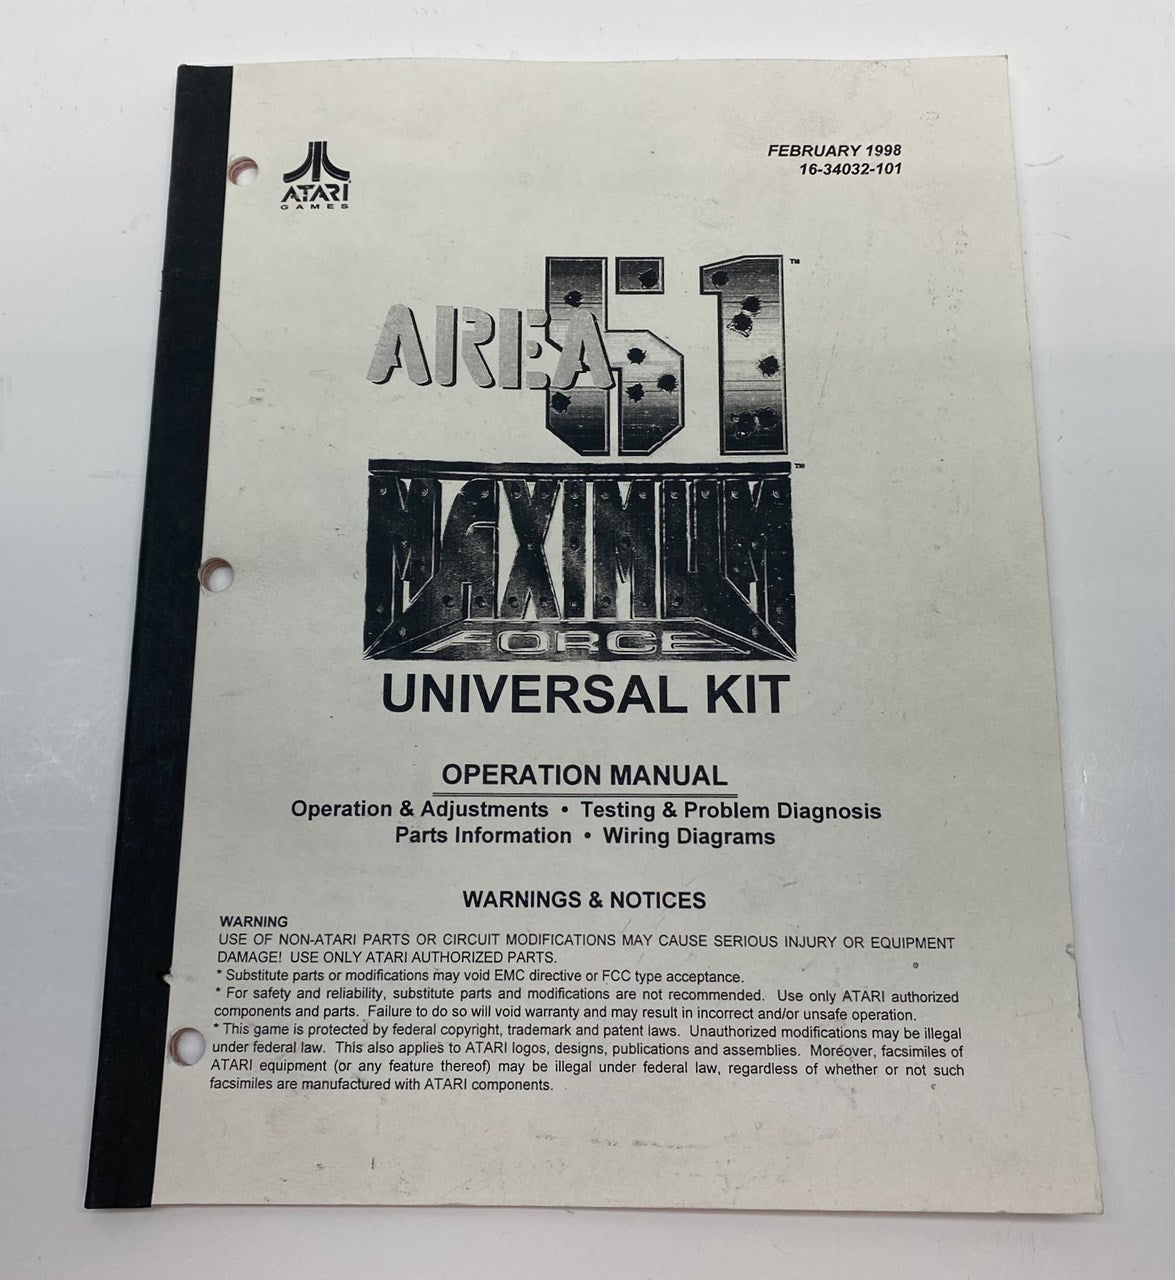 ATARI
GAMES
FEBRUARY 1998
16-34032-101
AREA 51™
MAXIMUM™
FORCE
UNIVERSAL KIT
OPERATION MANUAL
Operation & Adjustments • Testing & Problem Diagnosis
Parts Information • Wiring Diagrams
WARNINGS & NOTICES
WARNING
USE OF NON-ATARI PARTS OR CIRCUIT MODIFICATIONS MAY CAUSE SERIOUS INJURY OR EQUIPMENT
DAMAGE! USE ONLY ATARI AUTHORIZED PARTS.
* Substitute parts or modifications may void EMC directive or FCC type acceptance.
* For safety and reliability, substitute parts and modifications are not recommended. Use only ATARI authorized
components and parts. Failure to do so will void warranty and may result in incorrect and/or unsafe operation.
* This game is protected by federal copyright, trademark and patent laws. Unauthorized modifications may be illegal
under federal law. This also applies to ATARI logos, designs, publications and assemblies. Moreover, facsimiles of
ATARI equipment (or any feature thereof) may be illegal under federal law, regardless of whether or not such
facsimiles are manufactured with ATARI components.